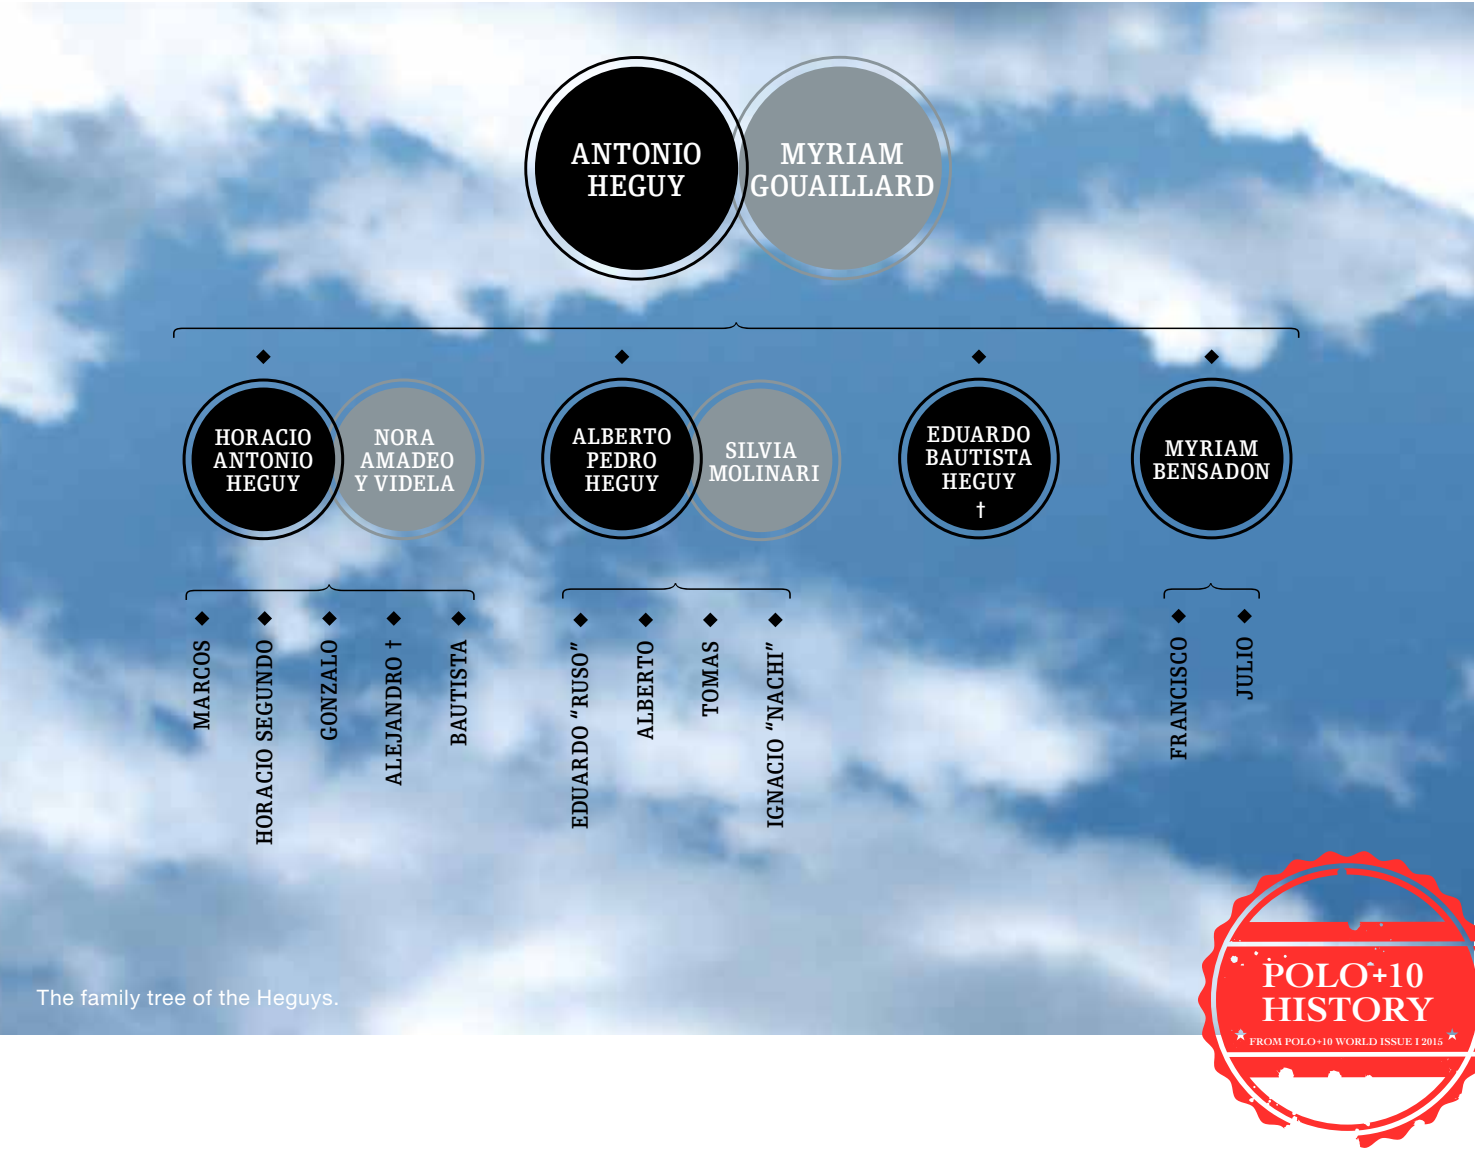 ANTONIO
HEGUY
MYRIAM
GOUAILLARD
HORACIO
ANTONIO
HEGUY
NORA
AMADEO
Y VIDELA
ALBERTO
PEDRO
HEGUY
SILVIA
MOLINARI
EDUARDO
BAUTISTA
HEGUY
†
MYRIAM
BENSADON
MARCOS
HORACIO SEGUNDO
GONZALO
ALEJANDRO †
BAUTISTA
EDUARDO “RUSO”
ALBERTO
TOMAS
IGNACIO “NACHI”
FRANCISCO
JULIO
The family tree of the Heguys.
POLO+10
HISTORY
FROM POLO+10 WORLD ISSUE I 2015